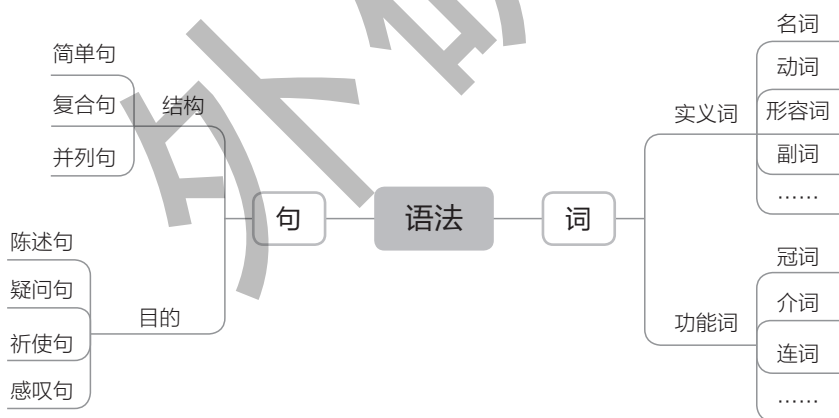 简单句
复合句
并列句
结构
陈述句
疑问句
祈使句
感叹句
目的
句
语法
词
实义词
名词
动词
形容词
副词
……
功能词
冠词
介词
连词
……
外